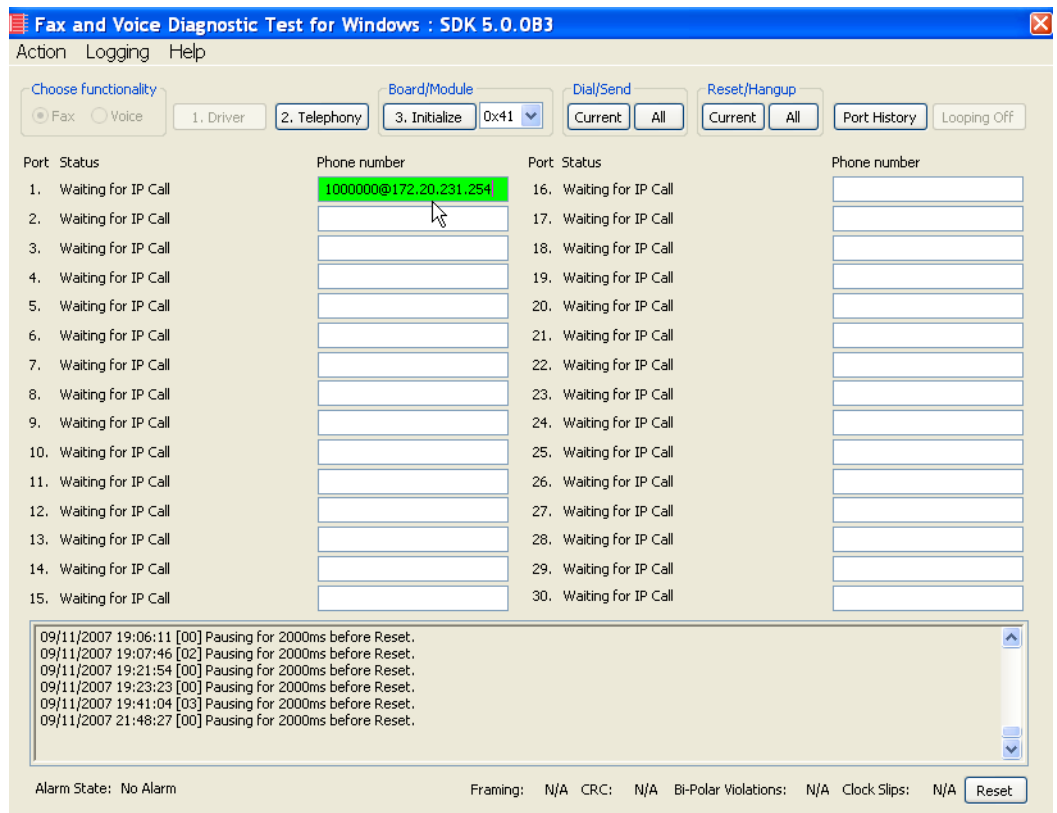 Fax and Voice Diagnostic Test for Windows : SDK 5.0.0B3
Action Logging Help
Choose functionality Board/Module Dial/Send Reset/Hangup
Fax Voice 1. Driver 2. Telephony 3. Initialize 0x41 Current All Current All Port History Looping Off
Port Status Phone number Port Status Phone number
1. Waiting for IP Call 1000000@172.20.231.254 16. Waiting for IP Call
2. Waiting for IP Call 17. Waiting for IP Call
3. Waiting for IP Call 18. Waiting for IP Call
4. Waiting for IP Call 19. Waiting for IP Call
5. Waiting for IP Call 20. Waiting for IP Call
6. Waiting for IP Call 21. Waiting for IP Call
7. Waiting for IP Call 22. Waiting for IP Call
8. Waiting for IP Call 23. Waiting for IP Call
9. Waiting for IP Call 24. Waiting for IP Call
10. Waiting for IP Call 25. Waiting for IP Call
11. Waiting for IP Call 26. Waiting for IP Call
12. Waiting for IP Call 27. Waiting for IP Call
13. Waiting for IP Call 28. Waiting for IP Call
14. Waiting for IP Call 29. Waiting for IP Call
15. Waiting for IP Call 30. Waiting for IP Call
09/11/2007 19:06:11 [00] Pausing for 2000ms before Reset.
09/11/2007 19:07:46 [02] Pausing for 2000ms before Reset.
09/11/2007 19:21:54 [00] Pausing for 2000ms before Reset.
09/11/2007 19:23:23 [00] Pausing for 2000ms before Reset.
09/11/2007 19:41:04 [03] Pausing for 2000ms before Reset.
09/11/2007 21:48:27 [00] Pausing for 2000ms before Reset.
Alarm State: No Alarm Framing: N/A CRC: N/A Bi-Polar Violations: N/A Clock Slips: N/A Reset